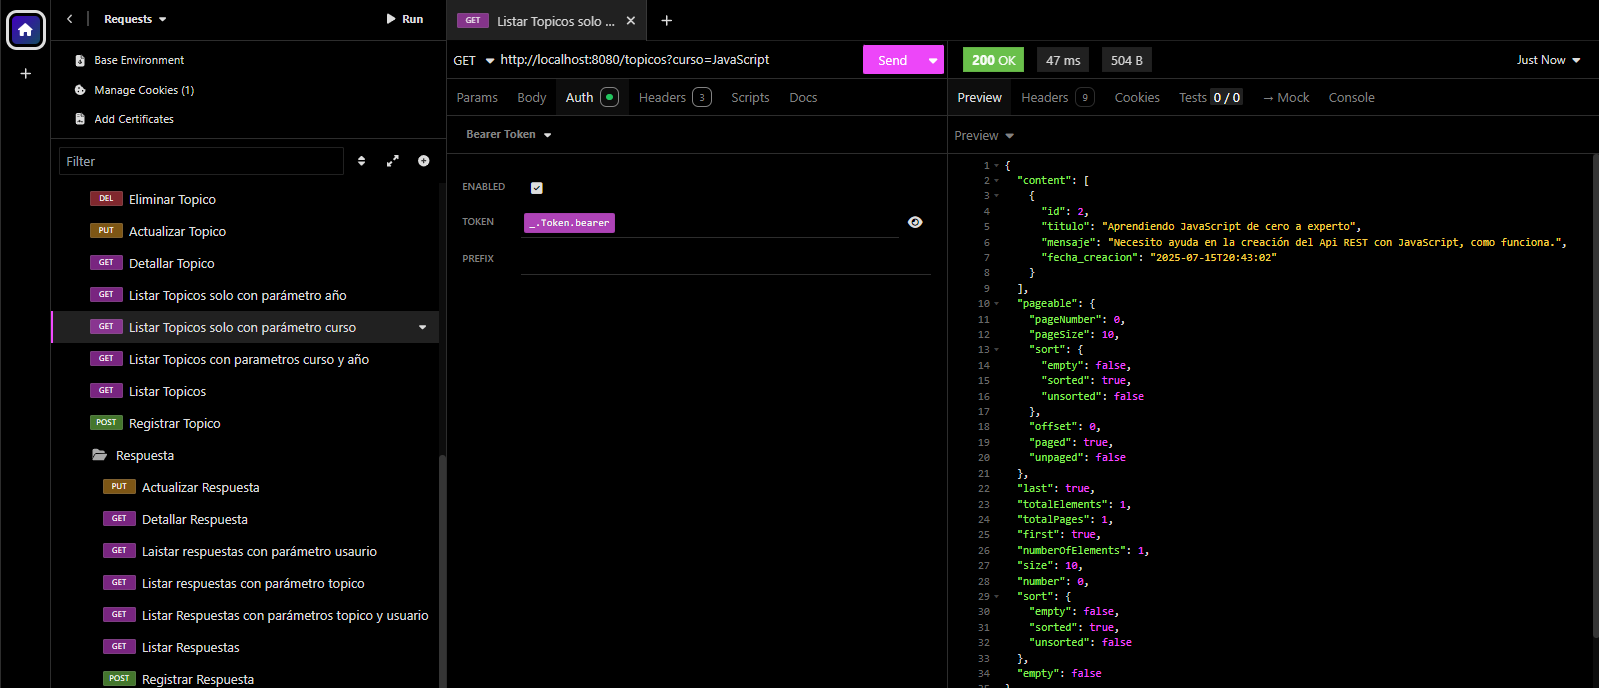 Requests
Run
Base Environment
Manage Cookies (1)
Add Certificates
Filter
DEL Eliminar Topico
PUT Actualizar Topico
GET Detallar Topico
GET Listar Topicos solo con parámetro año
GET Listar Topicos solo con parámetro curso
GET Listar Topicos con parametros curso y año
GET Listar Topicos
POST Registrar Topico
Respuesta
PUT Actualizar Respuesta
GET Detallar Respuesta
GET Laistar respuestas con parámetro usaurio
GET Listar respuestas con parámetro topico
GET Listar Respuestas con parámetros topico y usuario
GET Listar Respuestas
POST Registrar Respuesta
GET Listar Topicos solo ...
GET http://localhost:8080/topicos?curso=JavaScript
Send
Params Body Auth Headers 3 Scripts Docs
Bearer Token
ENABLED
TOKEN _.Token.bearer
PREFIX
200 OK 47 ms 504 B Just Now
Preview Headers 9 Cookies Tests 0 / 0 → Mock Console
Preview
1 {
2 "content": [
3 {
4 "id": 2,
5 "titulo": "Aprendiendo JavaScript de cero a experto",
6 "mensaje": "Necesito ayuda en la creación del Api REST con JavaScript, como funciona.",
7 "fecha_creacion": "2025-07-15T20:43:02"
8 }
9 ],
10 "pageable": {
11 "pageNumber": 0,
12 "pageSize": 10,
13 "sort": {
14 "empty": false,
15 "sorted": true,
16 "unsorted": false
17 },
18 "offset": 0,
19 "paged": true,
20 "unpaged": false
21 },
22 "last": true,
23 "totalElements": 1,
24 "totalPages": 1,
25 "first": true,
26 "numberOfElements": 1,
27 "size": 10,
28 "number": 0,
29 "sort": {
30 "empty": false,
31 "sorted": true,
32 "unsorted": false
33 },
34 "empty": false